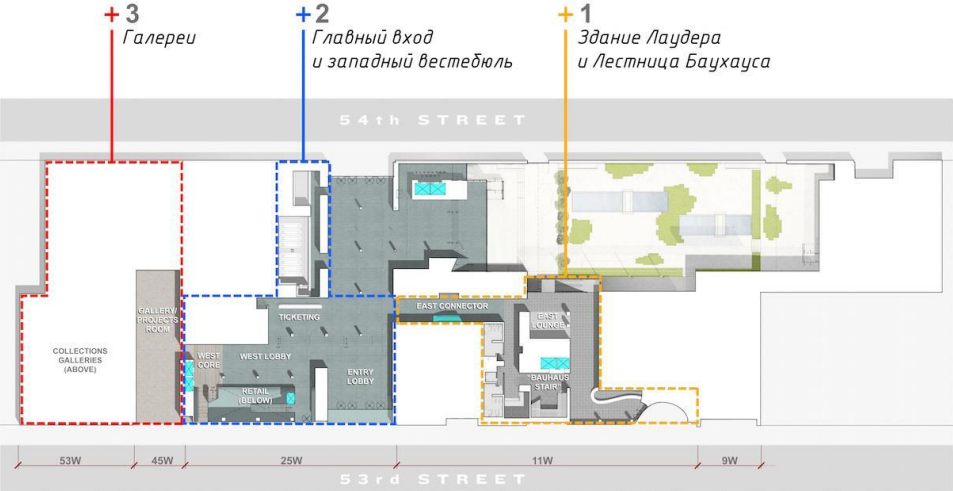 + 3
Галереи
+ 2
Главный вход
и западный вестебюль
+ 1
Здание Лаудера
и Лестница Баухауса
54th STREET
EAST CONNECTOR
GALLERY/
PROJECTS
ROOM
TICKETING
EAST
LOUNGE
COLLECTIONS
GALLERIES
(ABOVE)
WEST
CORE
WEST LOBBY
ENTRY
LOBBY
"BAUHAUS
STAIR"
RETAIL
(BELOW)
53W
45W
25W
11W
9W
53rd STREET